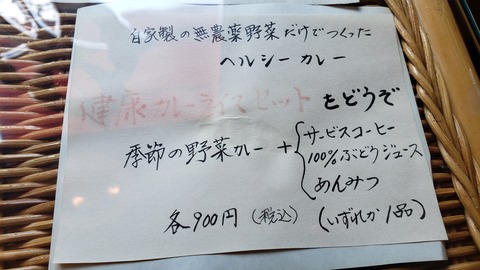 自家製の無農薬野菜だけでつくった
ヘルシーカレー
健康カレーライスセットをどうぞ
季節の野菜カレー + サービスコーヒー
100%ぶどうジュース
あんみつ
各900円(税込)(いずれか1品)